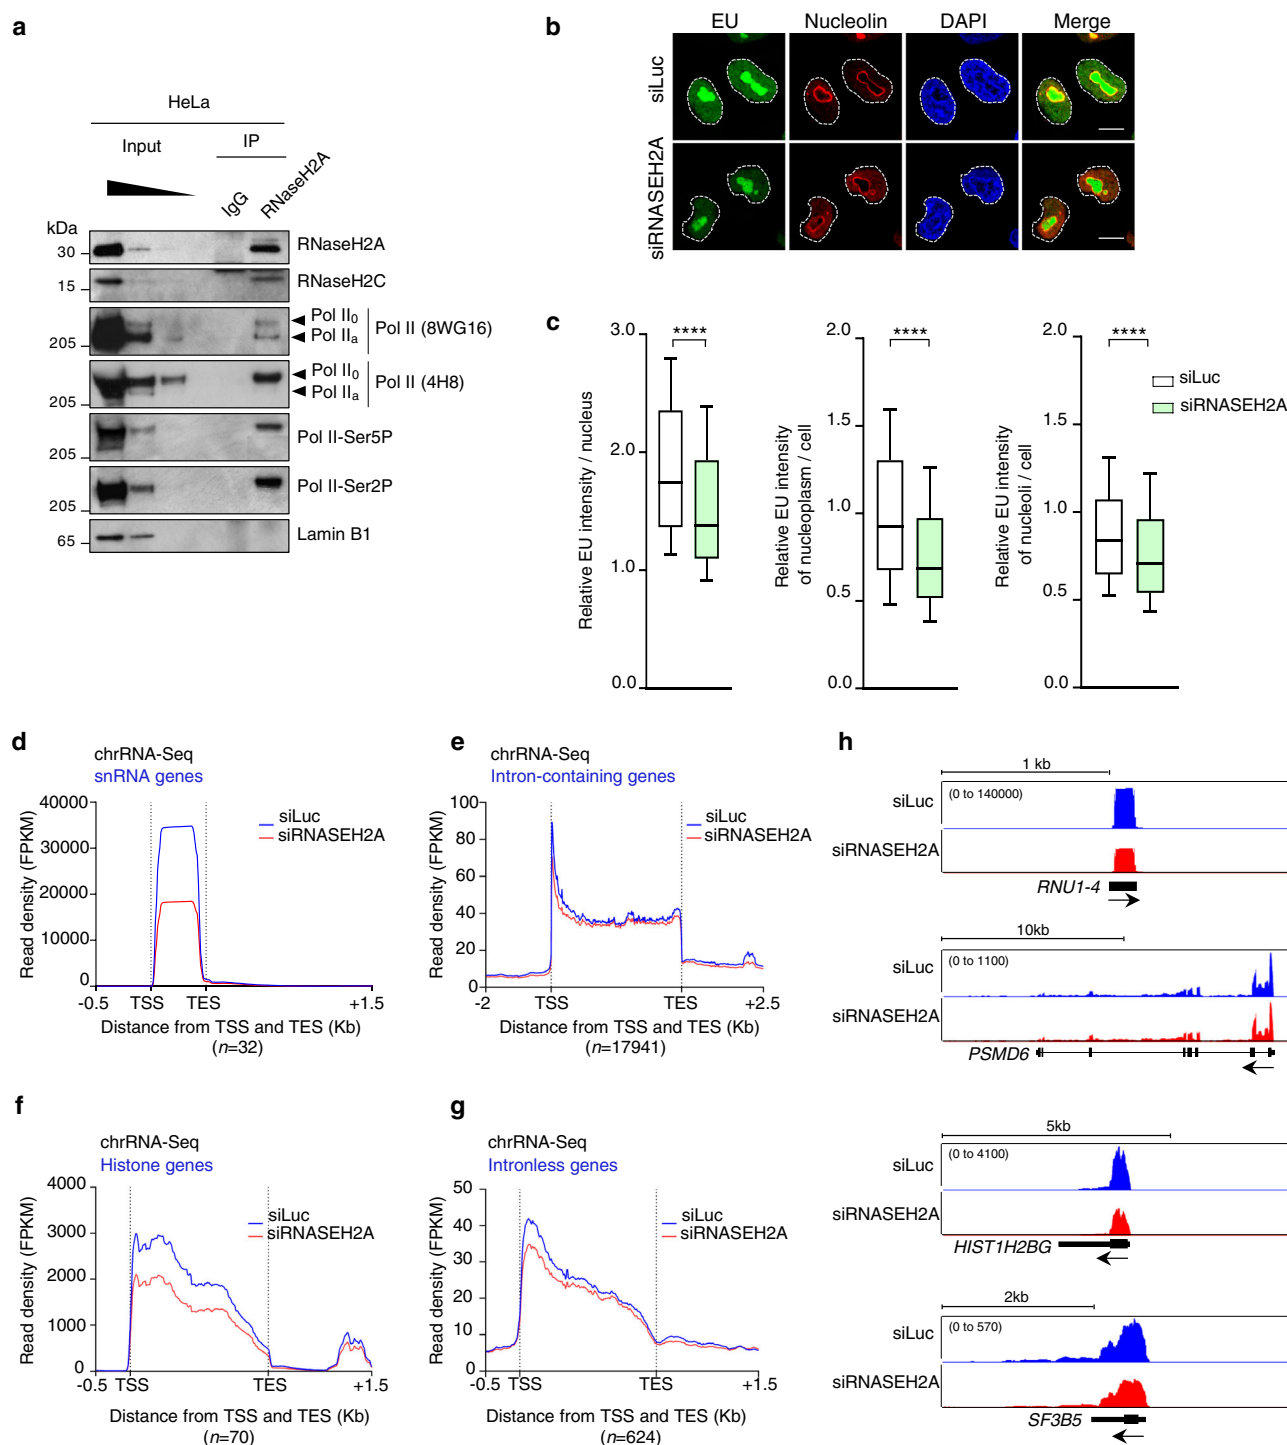 a
HeLa
Input
IP
IgG
RNaseH2A
kDa
30
RNaseH2A
15
RNaseH2C
205
Pol II0
Pol IIa
Pol II (8WG16)
205
Pol II0
Pol IIa
Pol II (4H8)
205
Pol II-Ser5P
205
Pol II-Ser2P
65
Lamin B1
b
EU Nucleolin DAPI Merge
siLuc
siRNASEH2A
c
Relative EU intensity / nucleus
3.0
2.0
1.0
0.0
****
Relative EU intensity
of nucleoplasm / cell
2.0
1.5
1.0
0.5
0.0
****
Relative EU intensity
of nucleoli / cell
2.0
1.5
1.0
0.5
0.0
****
siLuc
siRNASEH2A
d
chrRNA-Seq
snRNA genes
Read density (FPKM)
40000
30000
20000
10000
0
siLuc
siRNASEH2A
-0.5 TSS TES +1.5
Distance from TSS and TES (Kb)
(n=32)
e
chrRNA-Seq
Intron-containing genes
Read density (FPKM)
100
80
60
40
20
0
siLuc
siRNASEH2A
-2 TSS TES +2.5
Distance from TSS and TES (Kb)
(n=17941)
f
chrRNA-Seq
Histone genes
Read density (FPKM)
4000
3000
2000
1000
0
siLuc
siRNASEH2A
-0.5 TSS TES +1.5
Distance from TSS and TES (Kb)
(n=70)
g
chrRNA-Seq
Intronless genes
Read density (FPKM)
50
40
30
20
10
0
siLuc
siRNASEH2A
-0.5 TSS TES +1.5
Distance from TSS and TES (Kb)
(n=624)
h
1 kb
siLuc
(0 to 140000)
siRNASEH2A
RNU1-4
10kb
siLuc
(0 to 1100)
siRNASEH2A
PSMD6
5kb
siLuc
(0 to 4100)
siRNASEH2A
HIST1H2BG
2kb
siLuc
(0 to 570)
siRNASEH2A
SF3B5